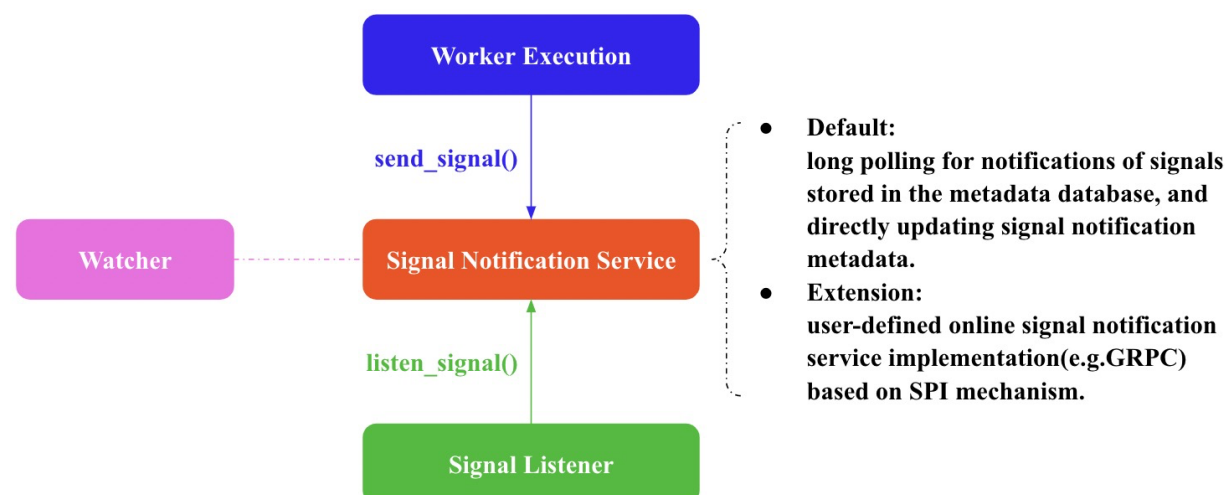 Worker Execution
send_signal()
Watcher
Signal Notification Service
listen_signal()
Signal Listener
● Default:
long polling for notifications of signals
stored in the metadata database, and
directly updating signal notification
metadata.
● Extension:
user-defined online signal notification
service implementation(e.g.GRPC)
based on SPI mechanism.